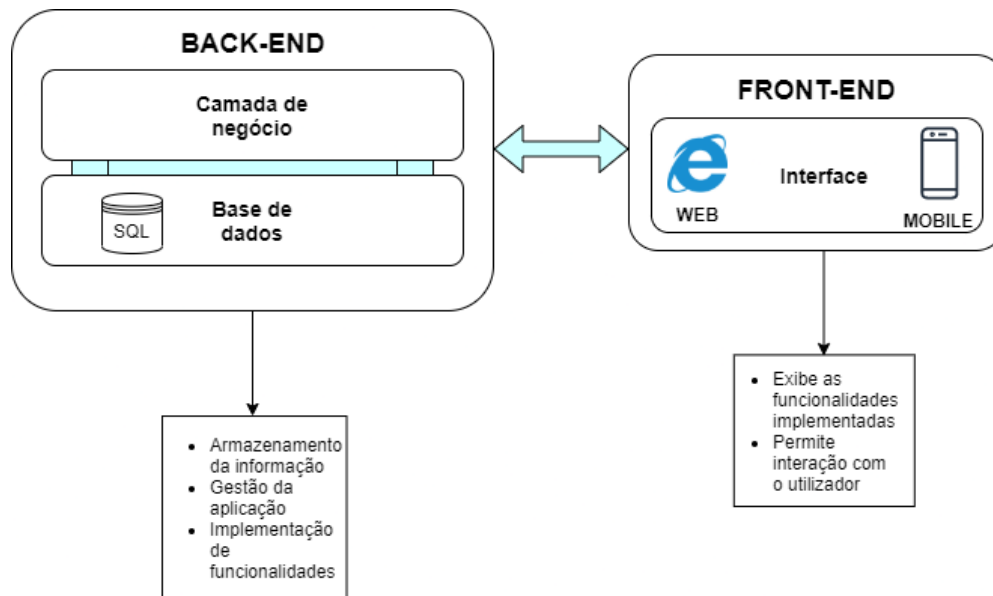 BACK-END
Camada de
negócio
Base de
dados
SQL
FRONT-END
Interface
WEB
MOBILE
• Armazenamento
da informação
• Gestão da
aplicação
• Implementação
de
funcionalidades
• Exibe as
funcionalidades
implementadas
• Permite
interação com
o utilizador